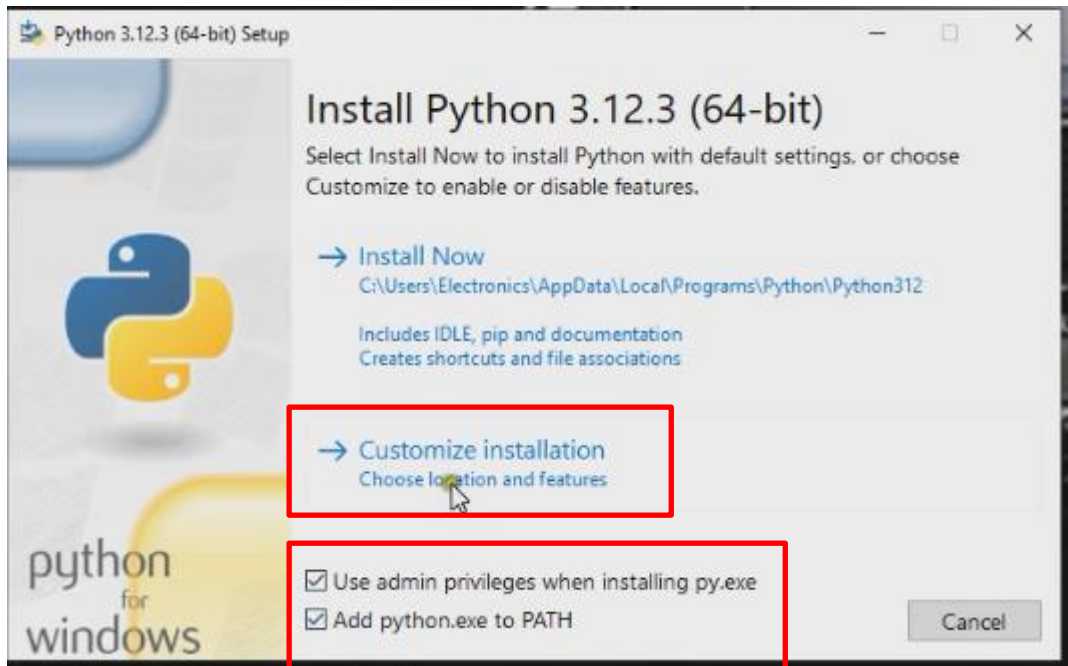 Python 3.12.3 (64-bit) Setup
Install Python 3.12.3 (64-bit)
Select Install Now to install Python with default settings, or choose
Customize to enable or disable features.
Install Now
C:\Users\Electronics\AppData\Local\Programs\Python\Python312
Includes IDLE, pip and documentation
Creates shortcuts and file associations
Customize installation
Choose location and features
Use admin privileges when installing py.exe
Add python.exe to PATH
Cancel
python
for
windows